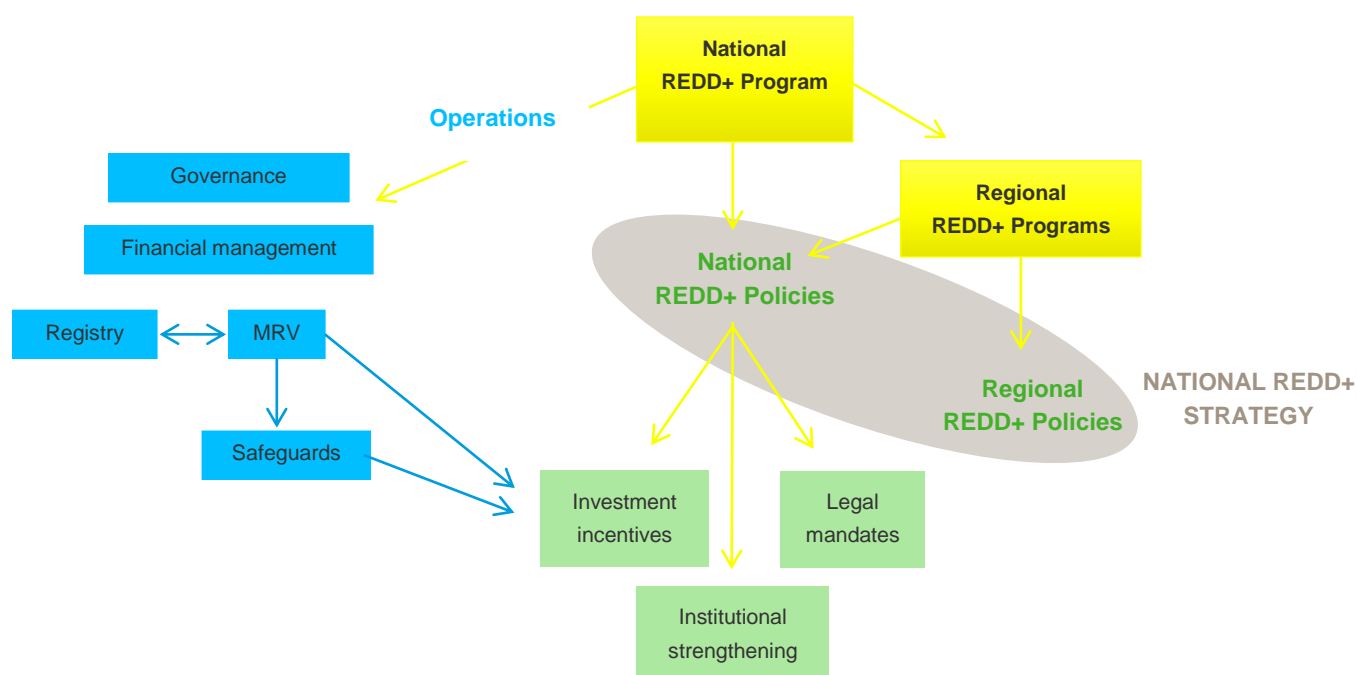 National
REDD+ Program
Operations
Governance
Regional
REDD+ Programs
Financial management
National
REDD+ Policies
Registry
MRV
Regional
REDD+ Policies
NATIONAL REDD+
STRATEGY
Safeguards
Investment
incentives
Legal
mandates
Institutional
strengthening